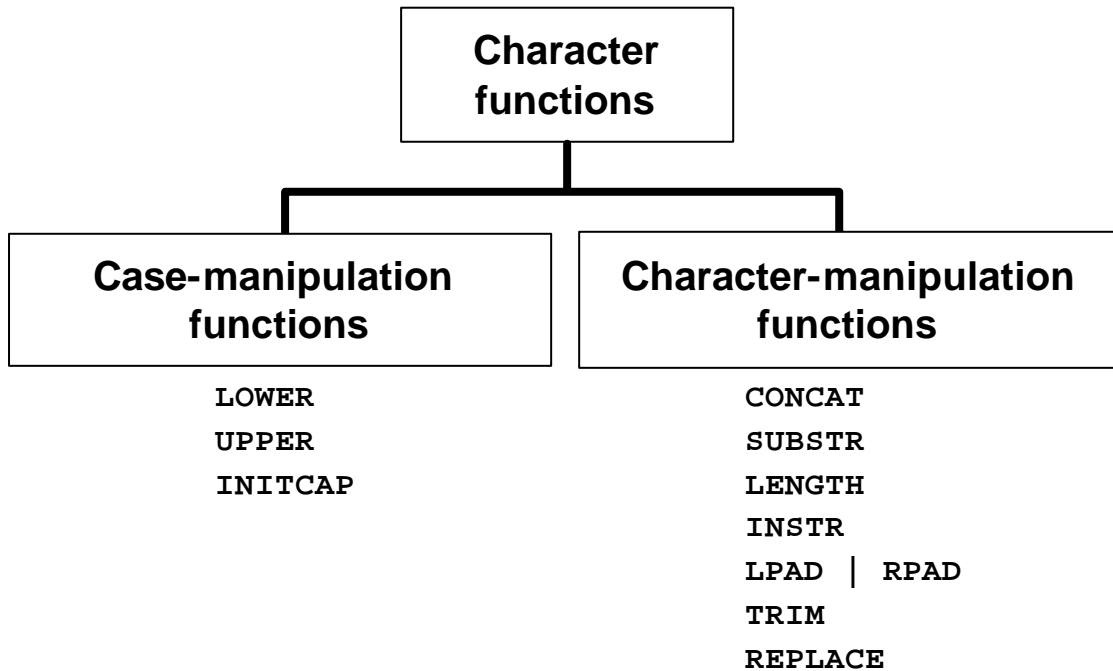 Character
functions
Case-manipulation
functions
LOWER
UPPER
INITCAP
Character-manipulation
functions
CONCAT
SUBSTR
LENGTH
INSTR
LPAD | RPAD
TRIM
REPLACE